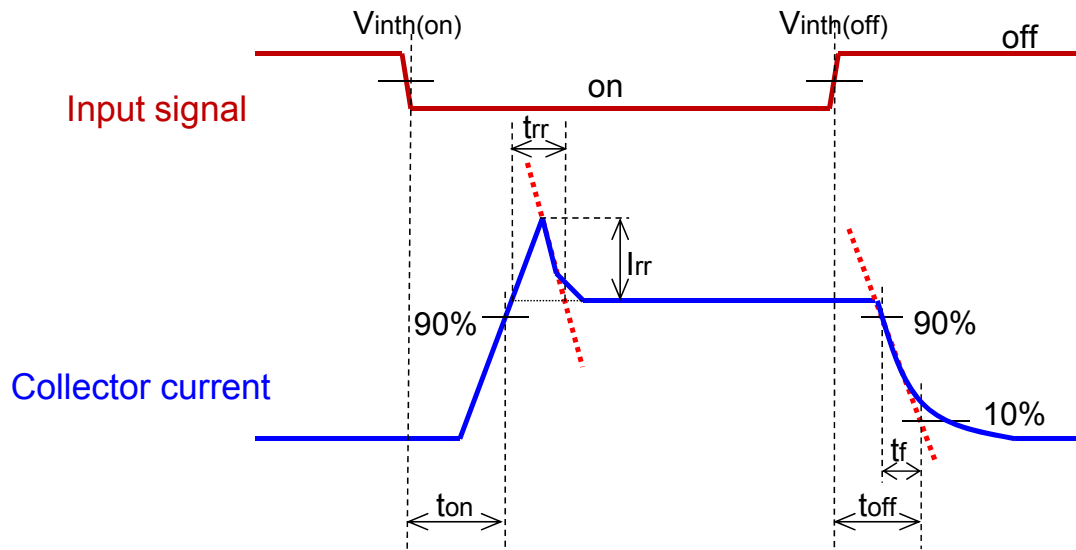 Vinth(on)
Vinth(off)
off
on
Input signal
trr
Irr
90%
90%
Collector current
10%
tf
ton
toff